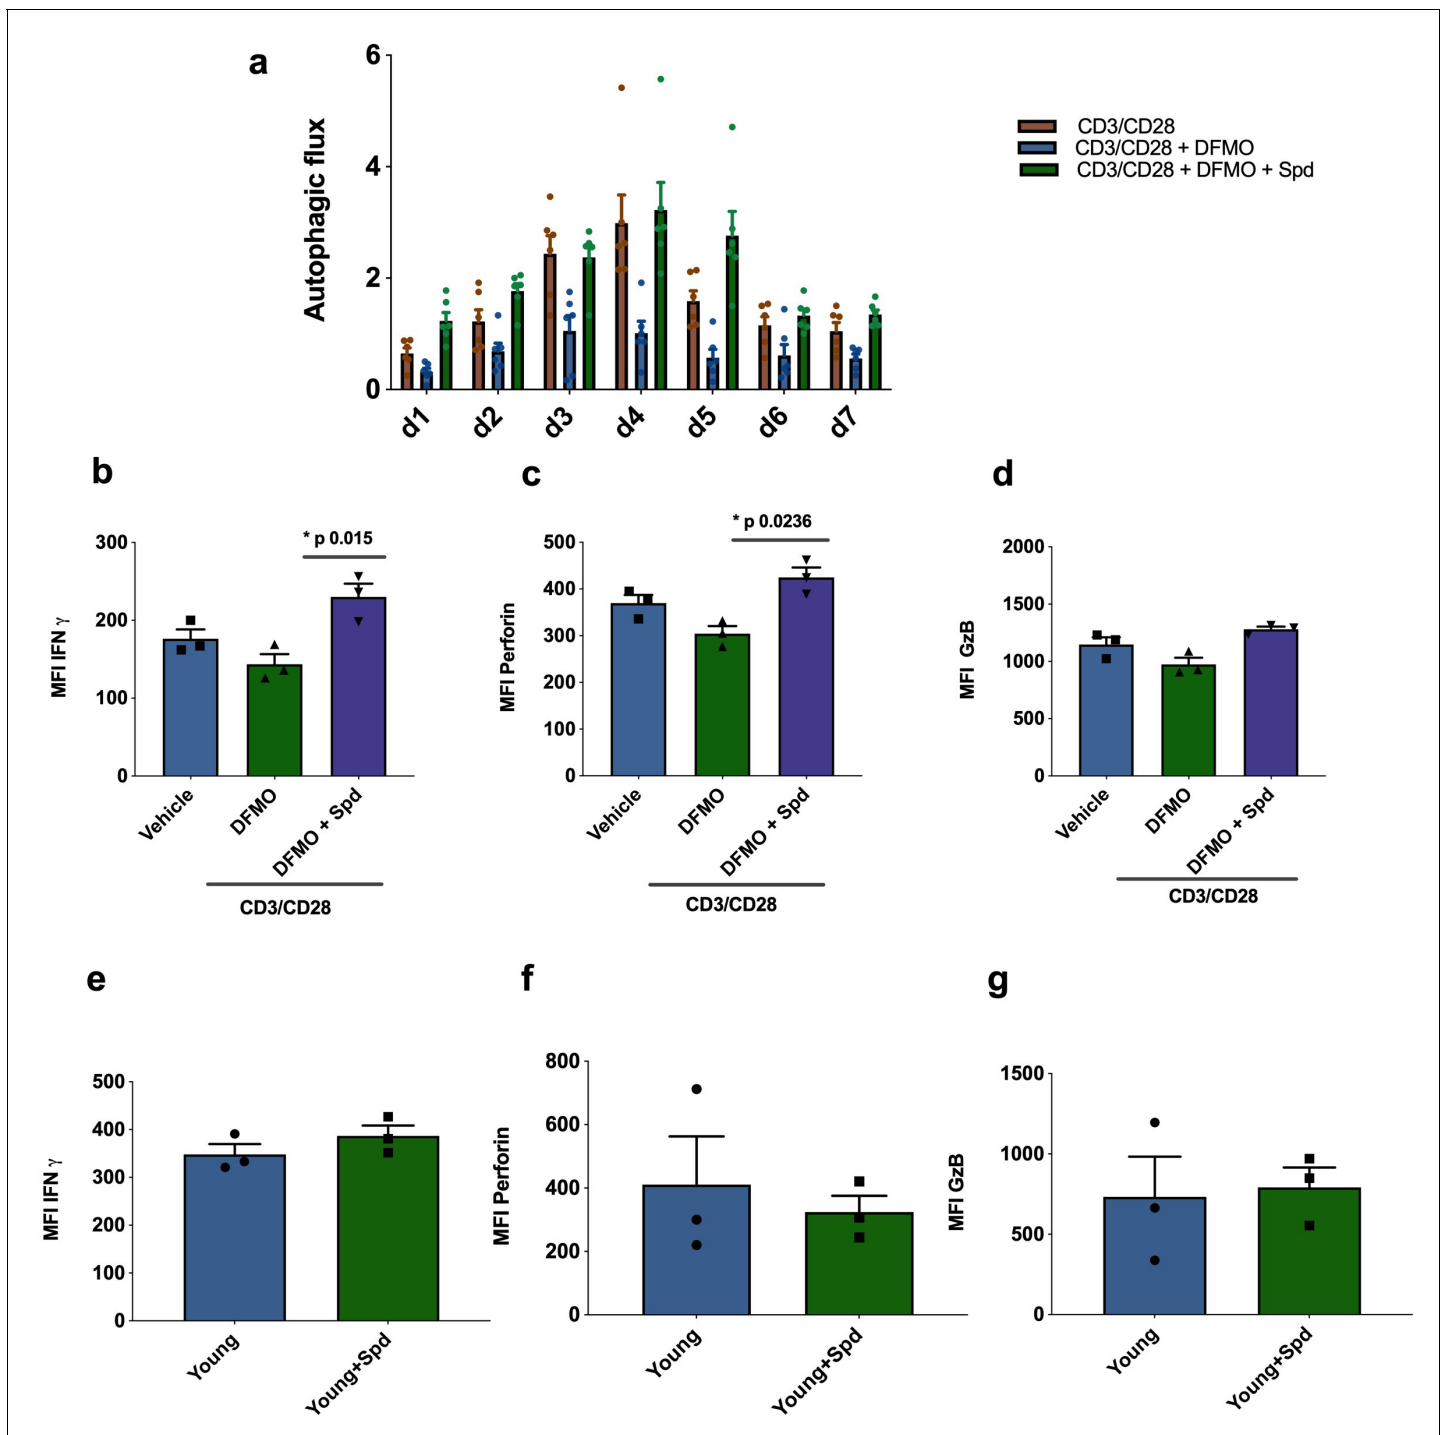 a
Autophagic flux
6
4
2
0
d1 d2 d3 d4 d5 d6 d7
CD3/CD28
CD3/CD28 + DFMO
CD3/CD28 + DFMO + Spd
b
MFI IFN γ
300
200
100
0
* p 0.015
Vehicle
DFMO
DFMO + Spd
CD3/CD28
c
MFI Perforin
500
400
300
200
100
0
* p 0.0236
Vehicle
DFMO
DFMO + Spd
CD3/CD28
d
MFI GzB
2000
1500
1000
500
0
Vehicle
DFMO
DFMO + Spd
CD3/CD28
e
MFI IFN γ
500
400
300
200
100
0
Young
Young+Spd
f
MFI Perforin
800
600
400
200
0
Young
Young+Spd
g
MFI GzB
1500
1000
500
0
Young
Young+Spd